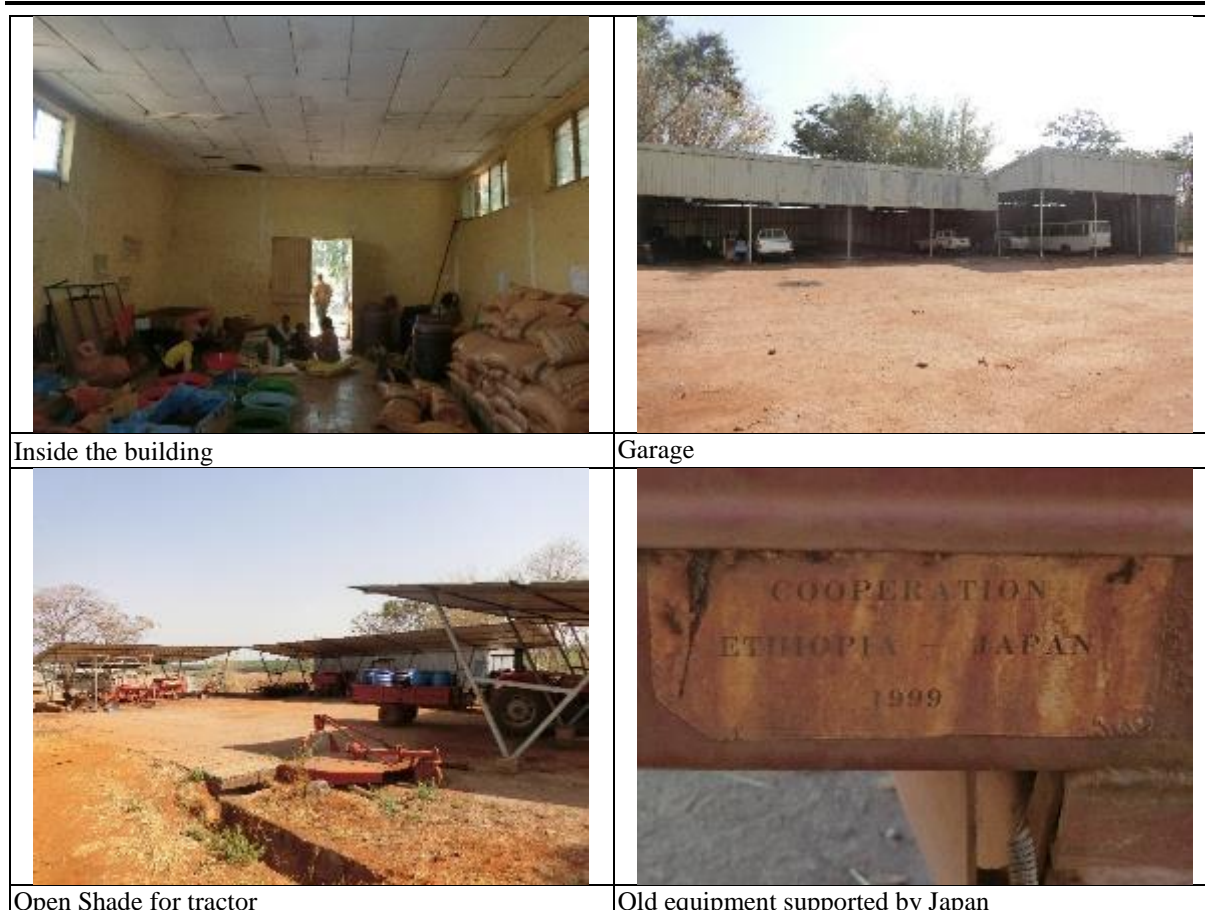 Inside the building
Garage
COOPERATION
ETHIOPIA - JAPAN
1999
Open Shade for tractor
Old equipment supported by Japan